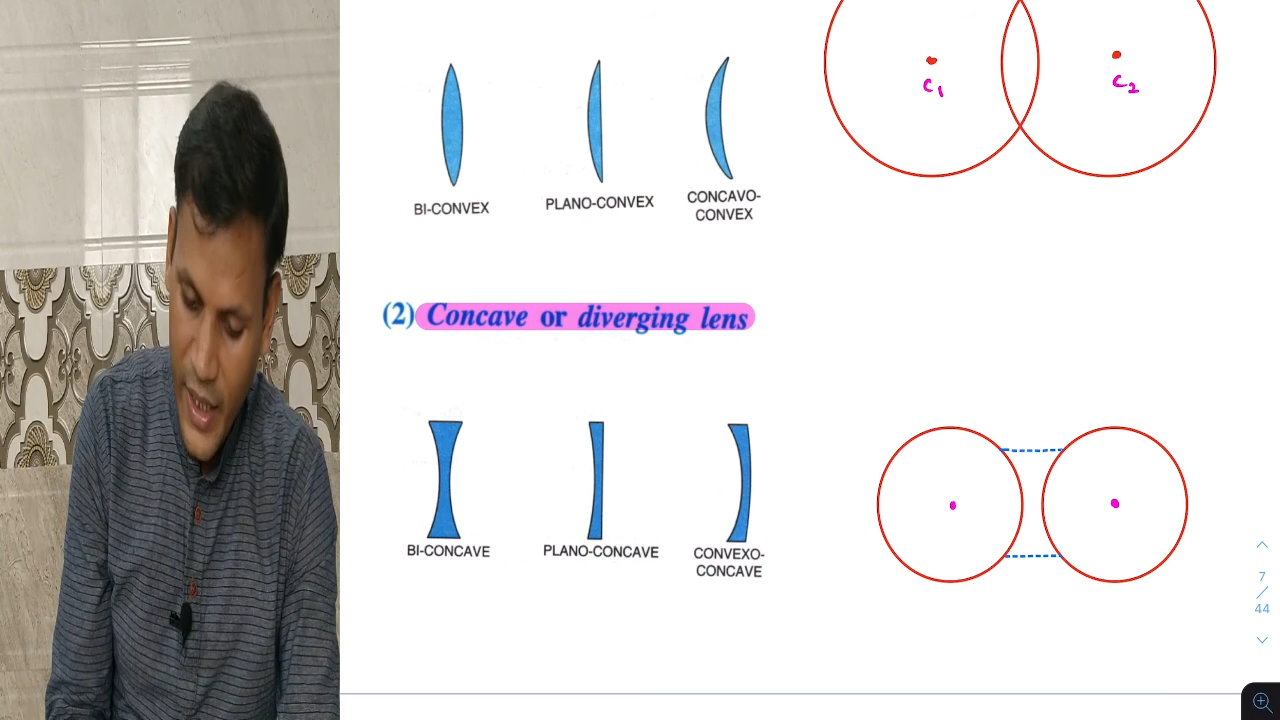 C1
C2
BI-CONVEX
PLANO-CONVEX
CONCAVO-
CONVEX
(2) Concave or diverging lens
BI-CONCAVE
PLANO-CONCAVE
CONVEXO-
CONCAVE
7
/
44